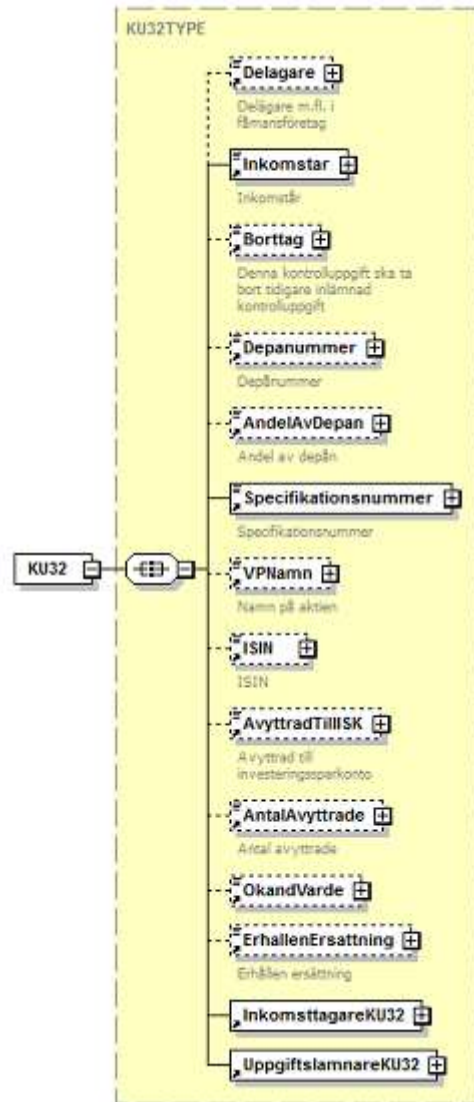 KU32TYPE
Delagare
Delägare m.fl. i
fåmansföretag
Inkomstar
Inkomstår
Borttag
Denna kontrolluppgift ska ta
bort tidigare inlämnad
kontrolluppgift
Depanummer
Depånummer
AndelAvDepan
Andel av depån
Specifikationsnummer
Specifikationsnummer
KU32
VPNamn
Namn på aktien
ISIN
ISIN
AvyttradTillISK
Avyttrad till
investeringssparkonto
AntalAvyttrade
Antal avyttrade
OkandVarde
ErhallenErsattning
Erhållen ersättning
InkomsttagareKU32
UppgiftslamnareKU32